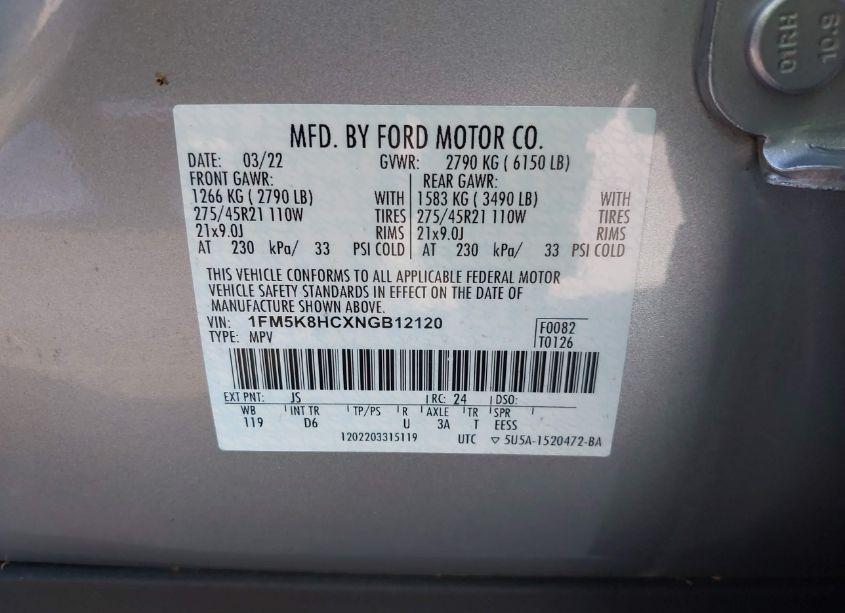 01RH 10.9
MFD. BY FORD MOTOR CO.
DATE: 03/22 GVWR: 2790 KG ( 6150 LB)
FRONT GAWR: REAR GAWR:
1266 KG ( 2790 LB) WITH 1583 KG ( 3490 LB) WITH
275/45R21 110W TIRES 275/45R21 110W TIRES
21x9.0J RIMS 21x9.0J RIMS
AT 230 kPa/ 33 PSI COLD AT 230 kPa/ 33 PSI COLD
THIS VEHICLE CONFORMS TO ALL APPLICABLE FEDERAL MOTOR
VEHICLE SAFETY STANDARDS IN EFFECT ON THE DATE OF
MANUFACTURE SHOWN ABOVE.
VIN: 1FM5K8HCXNGB12120 F0082
TYPE: MPV T0126
EXT PNT: JS RC: 24 DSO:
WB INT TR TP/PS R AXLE TR SPR
119 D6 U 3A T EESS
1202203315119 UTC ▽ 5U5A-1520472-BA